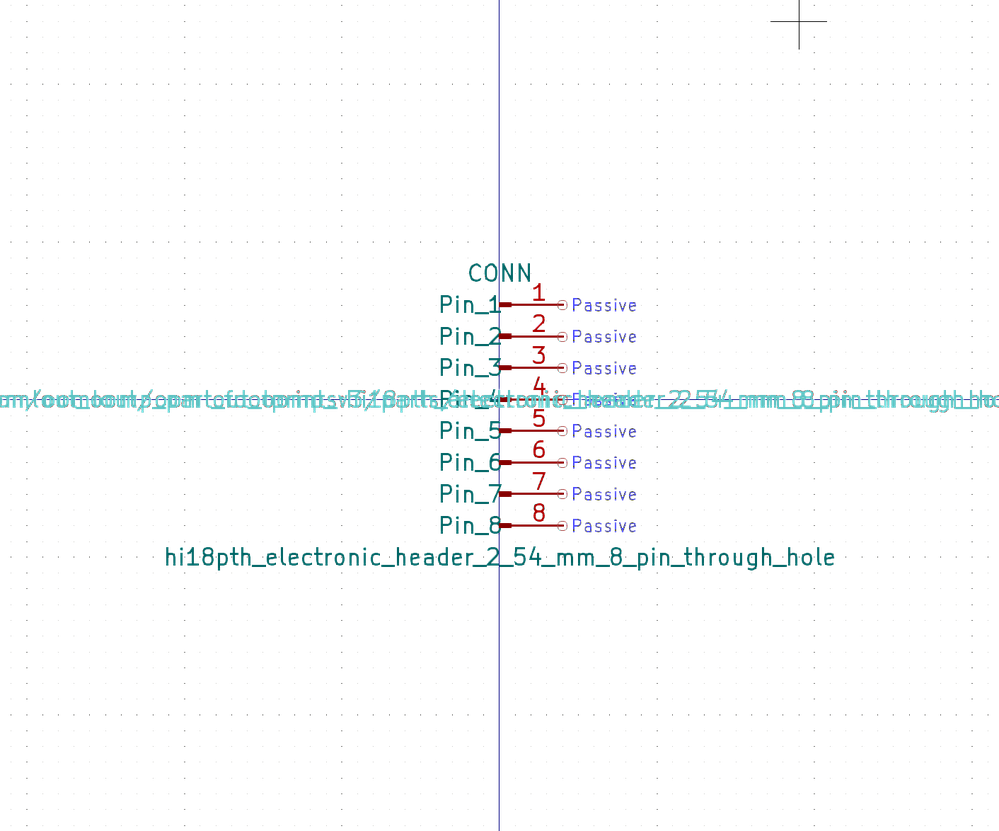 CONN
Pin_1 1 Passive
Pin_2 2 Passive
Pin_3 3 Passive
4
Pin_5 5 Passive
Pin_6 6 Passive
Pin_7 7 Passive
Pin_8 8 Passive
hi18pth_electronic_header_2_54_mm_8_pin_through_hole